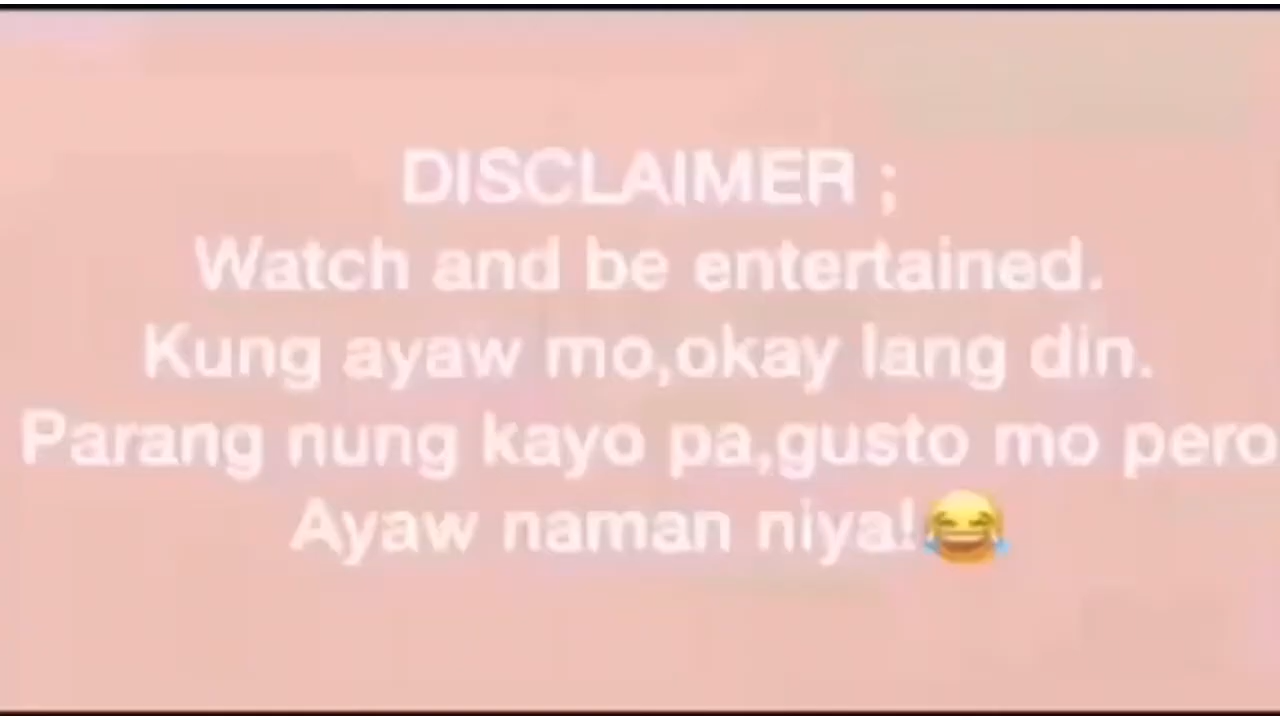 DISCLAIMER ;
Watch and be entertained.
Kung ayaw mo,okay lang din.
Parang nung kayo pa,gusto mo pero
Ayaw naman niya!😂